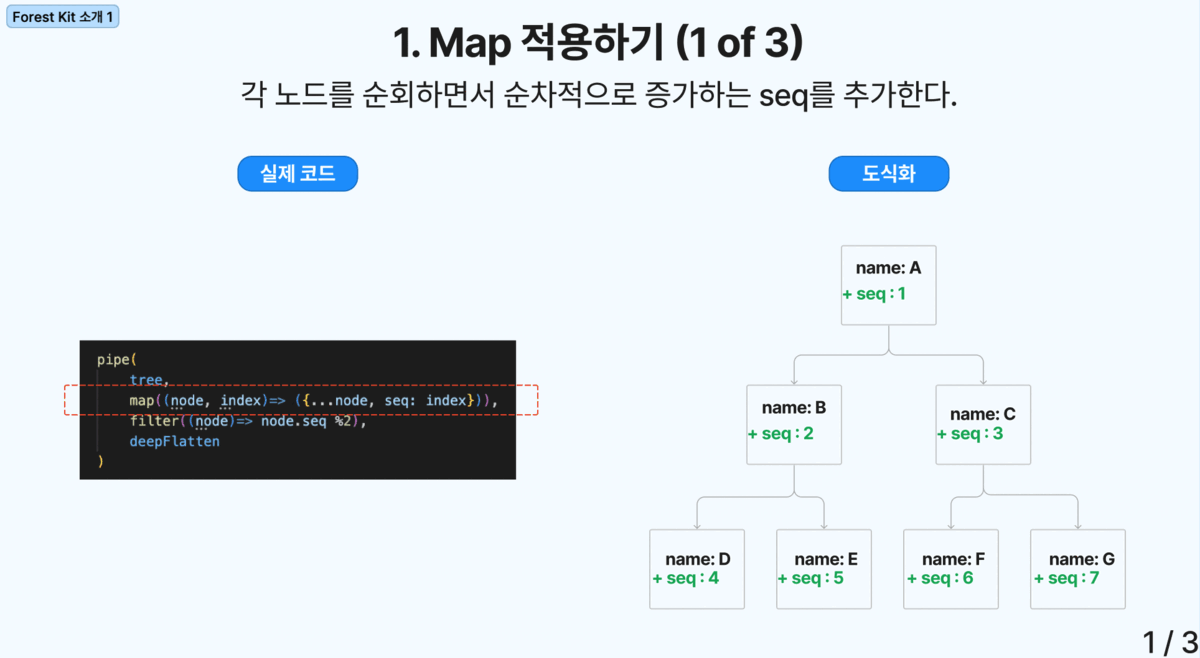 Forest Kit 소개 1
1. Map 적용하기 (1 of 3)
각 노드를 순회하면서 순차적으로 증가하는 seq를 추가한다.
실제 코드
도식화
pipe(
tree,
map((node, index)=> ({...node, seq: index})),
filter((node)=> node.seq %2),
deepFlatten
)
name: A
+ seq : 1
name: B
+ seq : 2
name: C
+ seq : 3
name: D
+ seq : 4
name: E
+ seq : 5
name: F
+ seq : 6
name: G
+ seq : 7
1 / 3